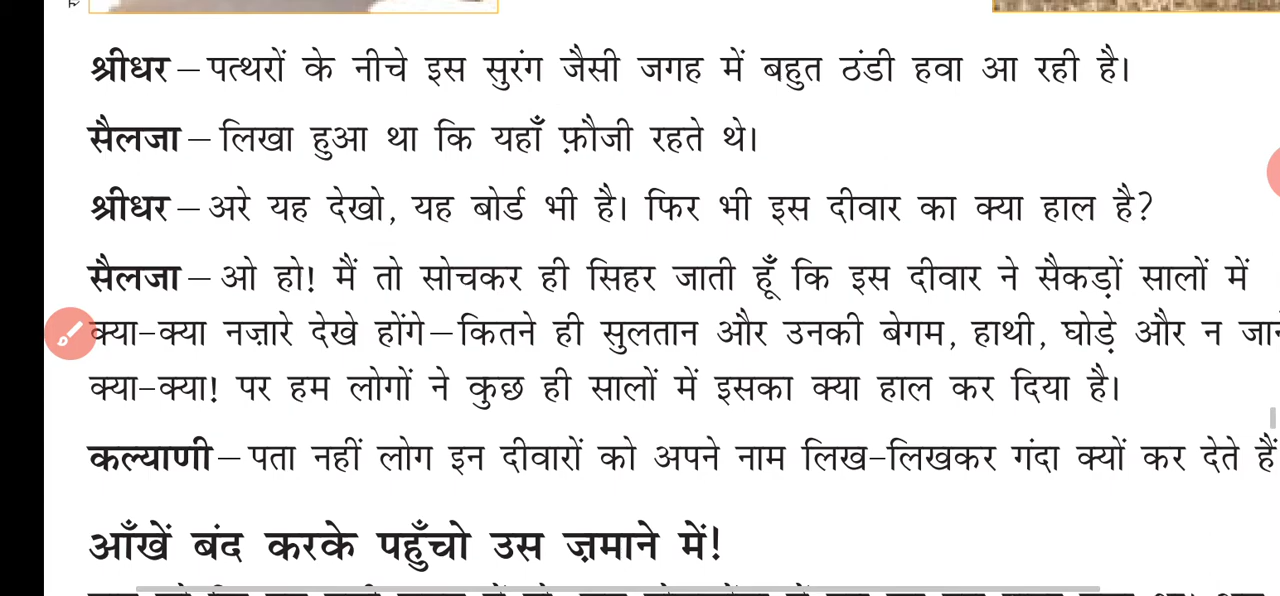 श्रीधर – पत्थरों के नीचे इस सुरंग जैसी जगह में बहुत ठंडी हवा आ रही है।
सैलजा – लिखा हुआ था कि यहाँ फ़ौजी रहते थे।
श्रीधर – अरे यह देखो, यह बोर्ड भी है। फिर भी इस दीवार का क्या हाल है?
सैलजा – ओ हो! मैं तो सोचकर ही सिहर जाती हूँ कि इस दीवार ने सैकड़ों सालों में
क्या-क्या नज़ारे देखे होंगे – कितने ही सुलतान और उनकी बेगम, हाथी, घोड़े और न
क्या-क्या! पर हम लोगों ने कुछ ही सालों में इसका क्या हाल कर दिया है।
कल्याणी – पता नहीं लोग इन दीवारों को अपने नाम लिख-लिखकर गंदा क्यों कर देते हैं
आँखें बंद करके पहुँचो उस ज़माने में!